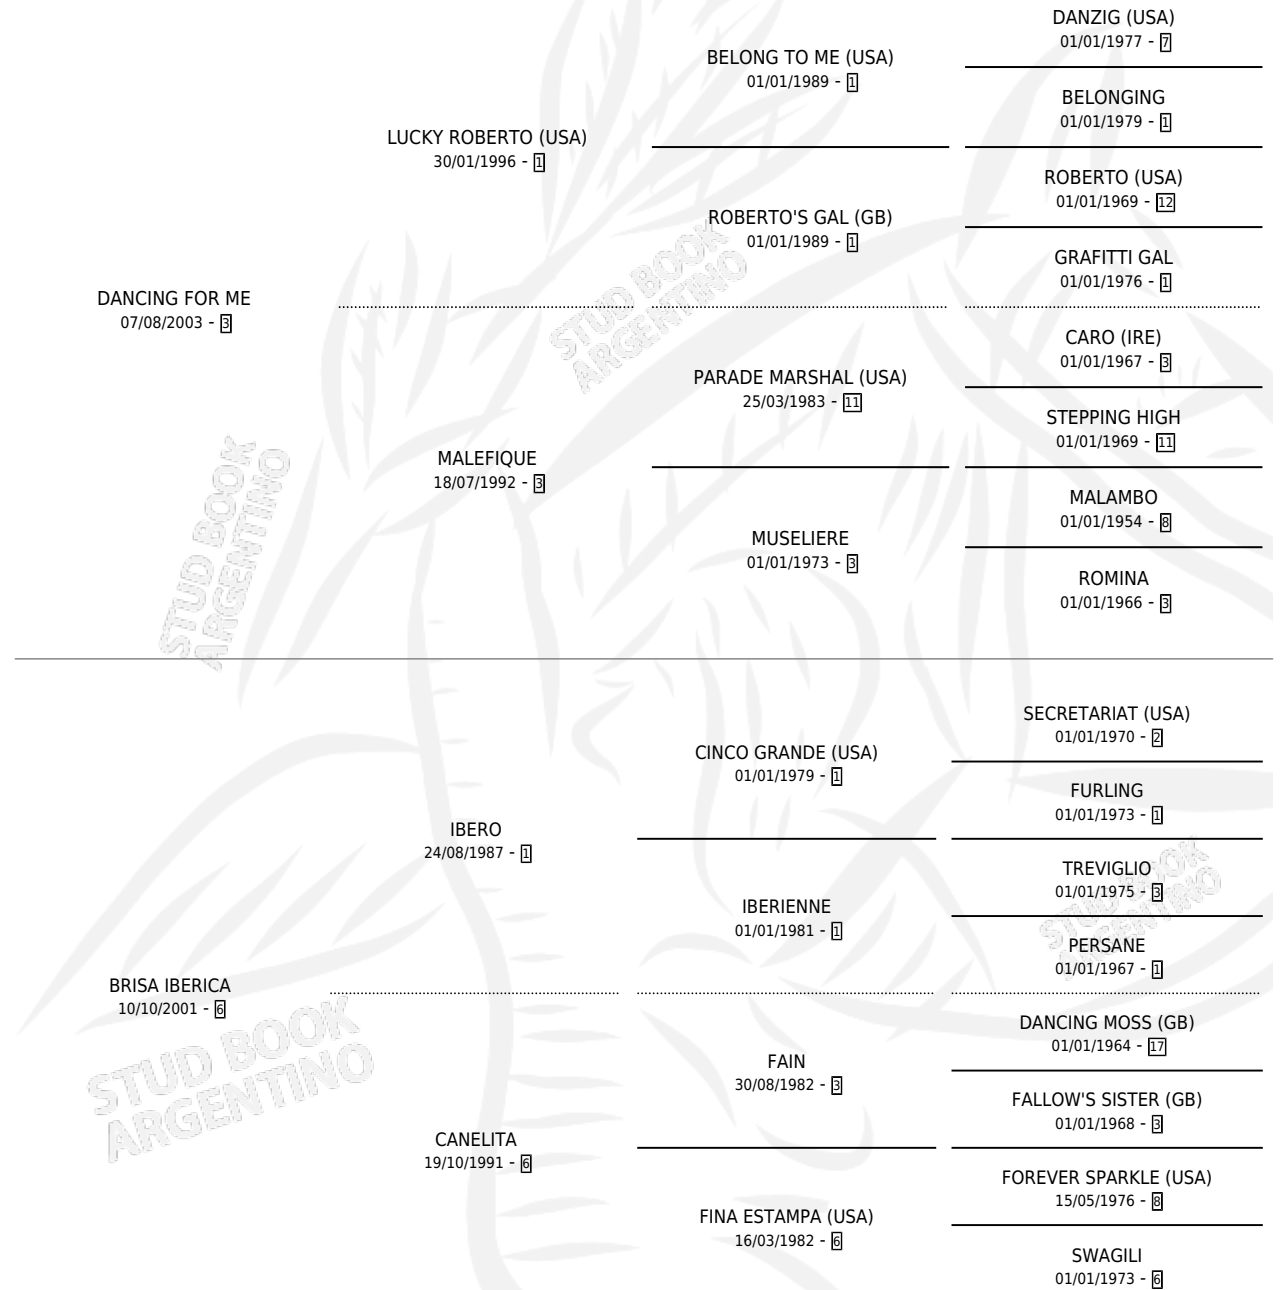 DANZIG (USA)
01/01/1977 - 7
BELONG TO ME (USA)
01/01/1989 - 1
BELONGING
01/01/1979 - 1
LUCKY ROBERTO (USA)
30/01/1996 - 1
ROBERTO (USA)
01/01/1969 - 12
ROBERTO'S GAL (GB)
01/01/1989 - 1
GRAFITTI GAL
01/01/1976 - 1
DANCING FOR ME
07/08/2003 - 3
STUD BOOK
ARGENTINO
CARO (IRE)
01/01/1967 - 3
PARADE MARSHAL (USA)
25/03/1983 - 11
STEPPING HIGH
01/01/1969 - 11
MALEFIQUE
18/07/1992 - 3
MALAMBO
01/01/1954 - 8
MUSELIERE
01/01/1973 - 3
ROMINA
01/01/1966 - 3
STUD BOOK
ARGENTINO
SECRETARIAT (USA)
01/01/1970 - 2
CINCO GRANDE (USA)
01/01/1979 - 1
FURLING
01/01/1973 - 1
IBERO
24/08/1987 - 1
TREVIGLIO
01/01/1975 - 3
IBERIENNE
01/01/1981 - 1
STUD BOOK
ARGENTINO
PERSANE
01/01/1967 - 1
BRISA IBERICA
10/10/2001 - 6
DANCING MOSS (GB)
01/01/1964 - 17
FAIN
30/08/1982 - 3
STUD BOOK
ARGENTINO
FALLOW'S SISTER (GB)
01/01/1968 - 3
CANELITA
19/10/1991 - 6
FOREVER SPARKLE (USA)
15/05/1976 - 8
FINA ESTAMPA (USA)
16/03/1982 - 6
SWAGILI
01/01/1973 - 6